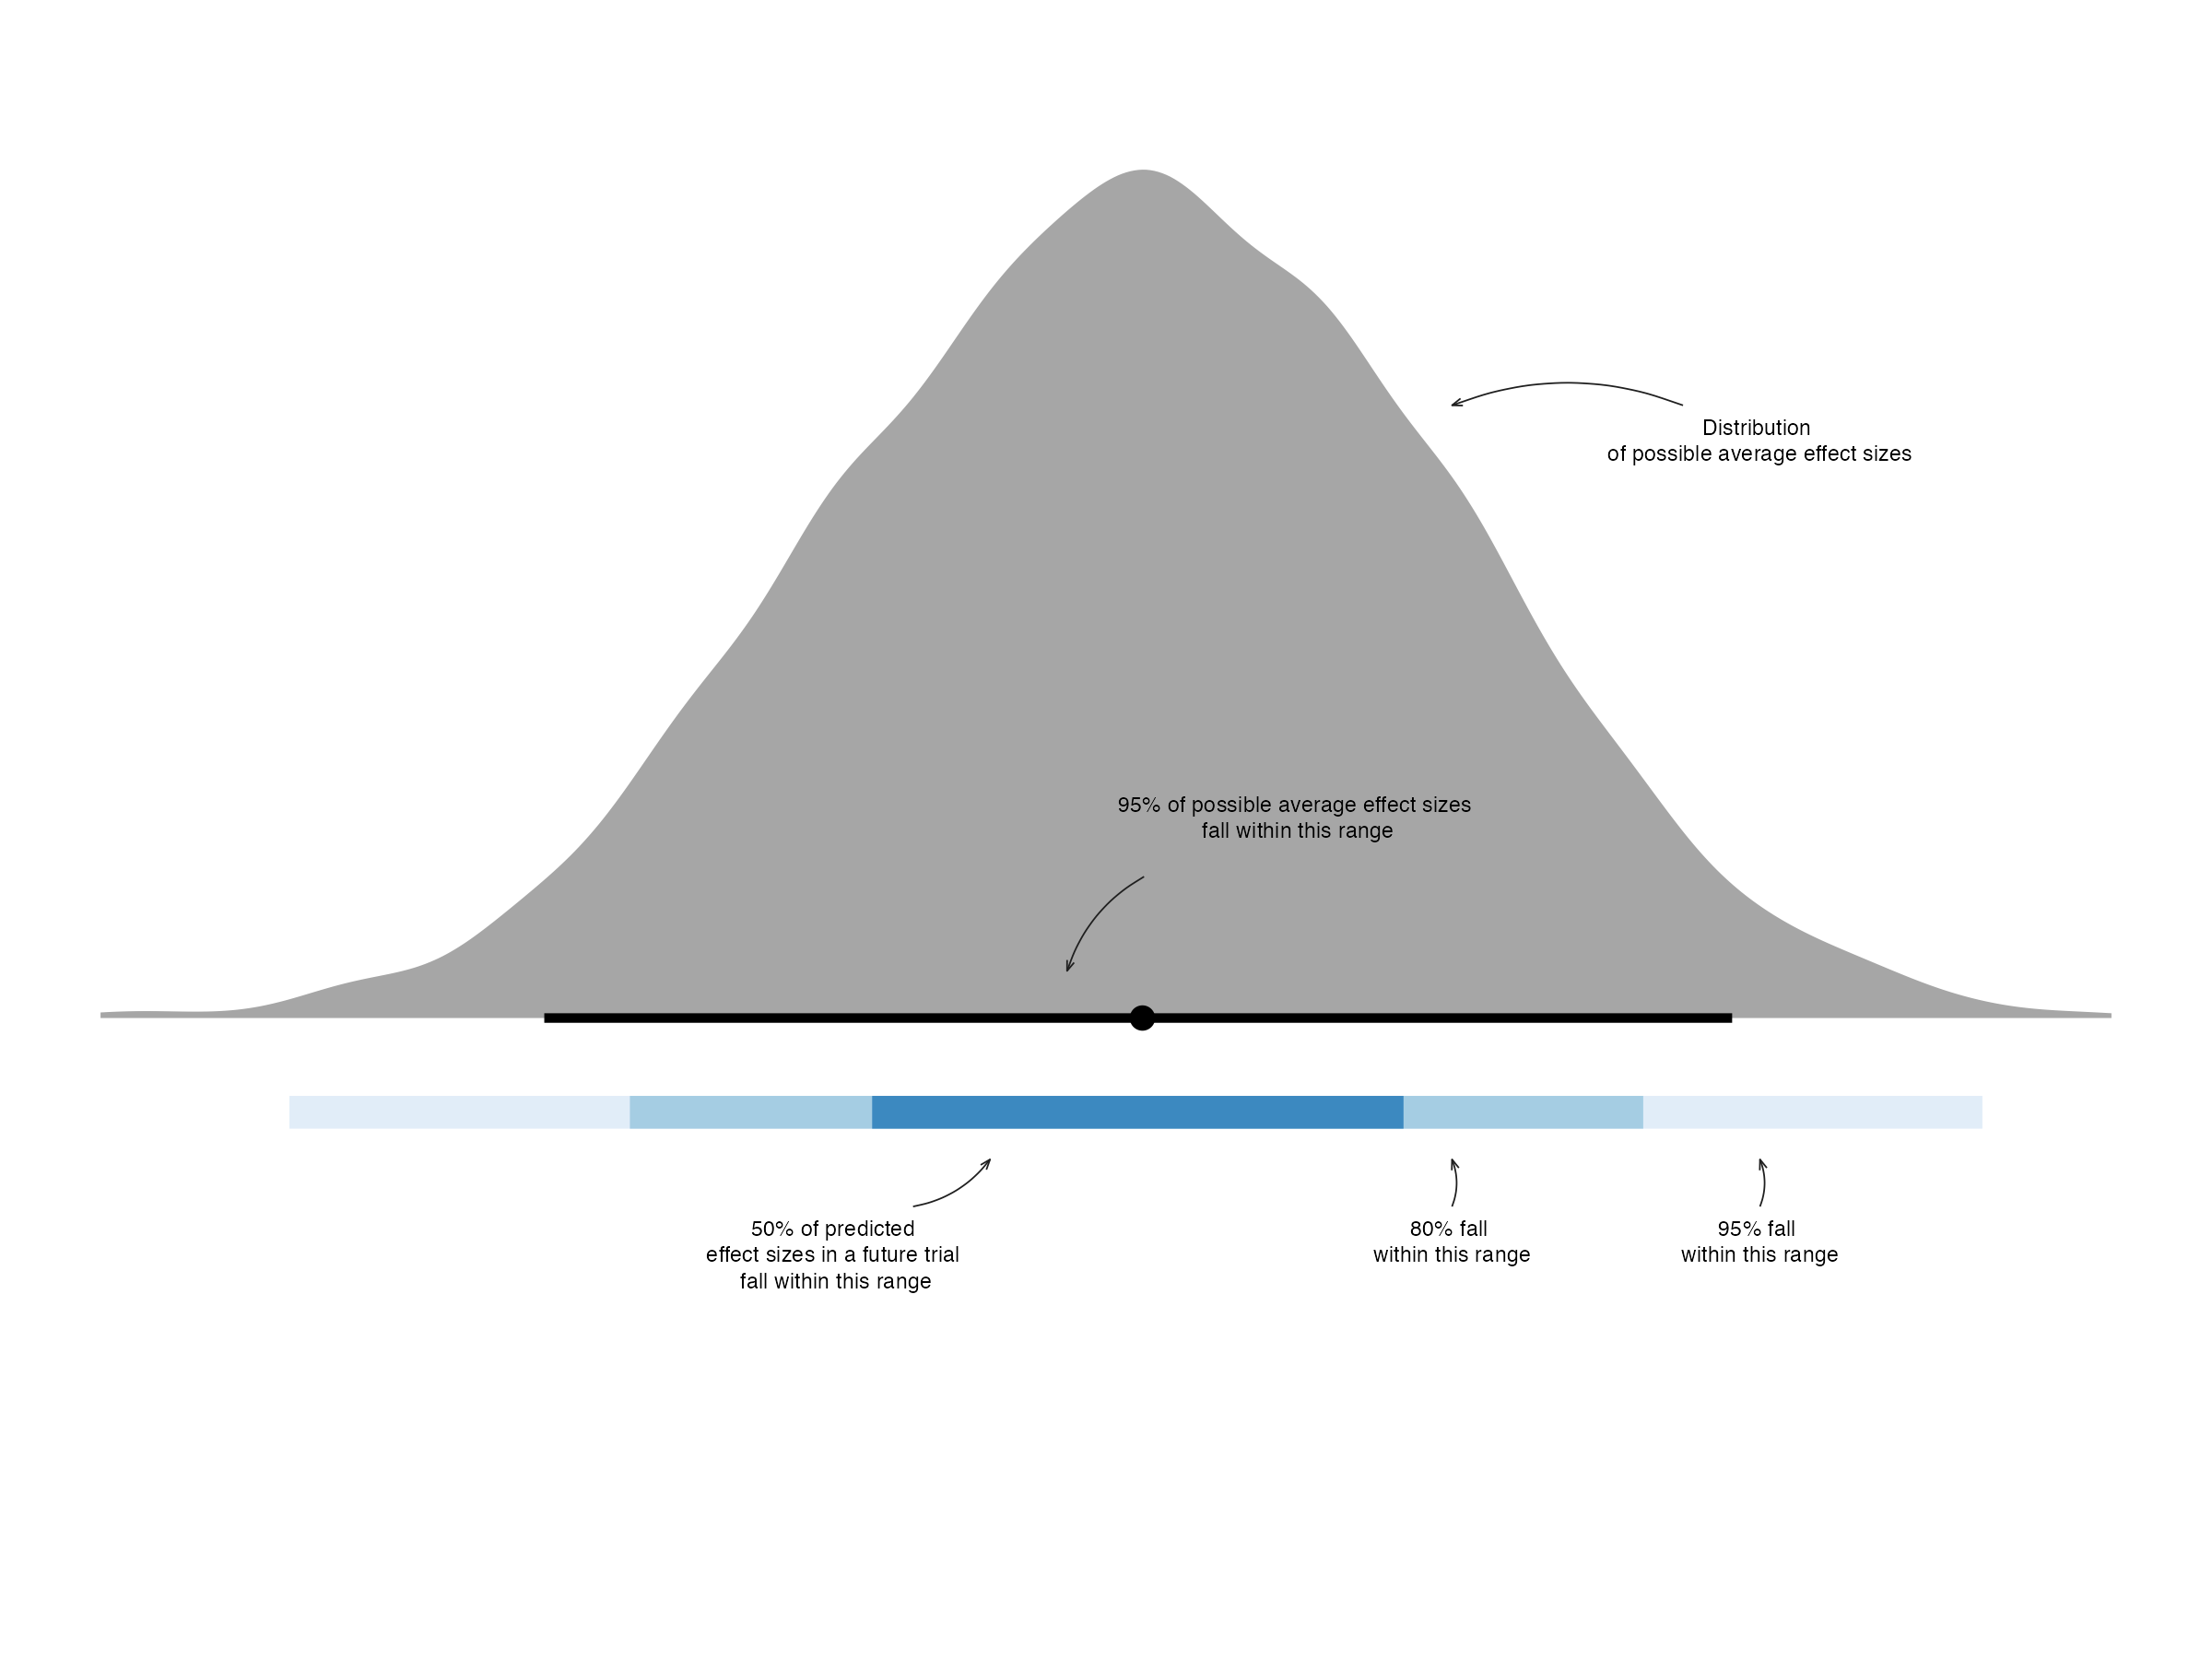 Distribution
of possible average effect sizes
95% of possible average effect sizes
fall within this range
50% of predicted
effect sizes in a future trial
fall within this range
80% fall
within this range
95% fall
within this range